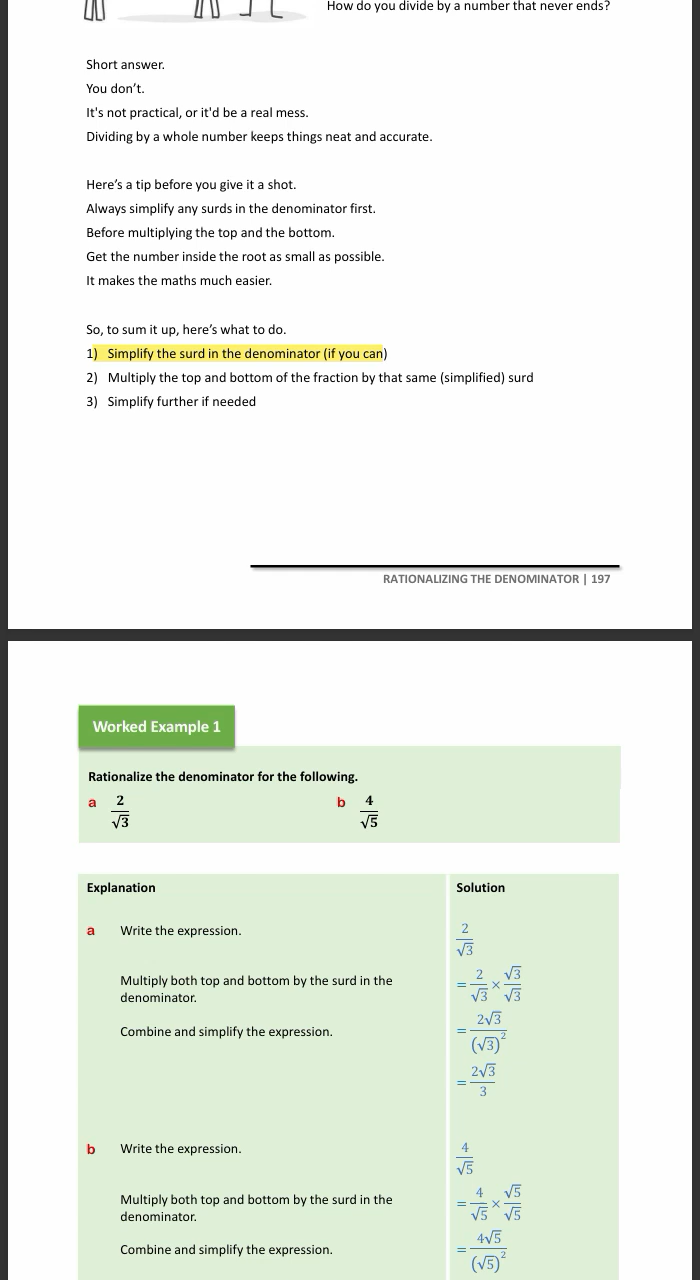 How do you divide by a number that never ends?
Short answer.
You don’t.
It's not practical, or it'd be a real mess.
Dividing by a whole number keeps things neat and accurate.
Here’s a tip before you give it a shot.
Always simplify any surds in the denominator first.
Before multiplying the top and the bottom.
Get the number inside the root as small as possible.
It makes the maths much easier.
So, to sum it up, here’s what to do.
1) Simplify the surd in the denominator (if you can)
2) Multiply the top and bottom of the fraction by that same (simplified) surd
3) Simplify further if needed
RATIONALIZING THE DENOMINATOR | 197
Worked Example 1
Rationalize the denominator for the following.
a 2/√3 b 4/√5
Explanation Solution
a Write the expression. 2/√3
Multiply both top and bottom by the surd in the
denominator. = 2/√3 × √3/√3
Combine and simplify the expression. = 2√3/(√3)²
= 2√3/3
b Write the expression. 4/√5
Multiply both top and bottom by the surd in the
denominator. = 4/√5 × √5/√5
Combine and simplify the expression. = 4√5/(√5)²